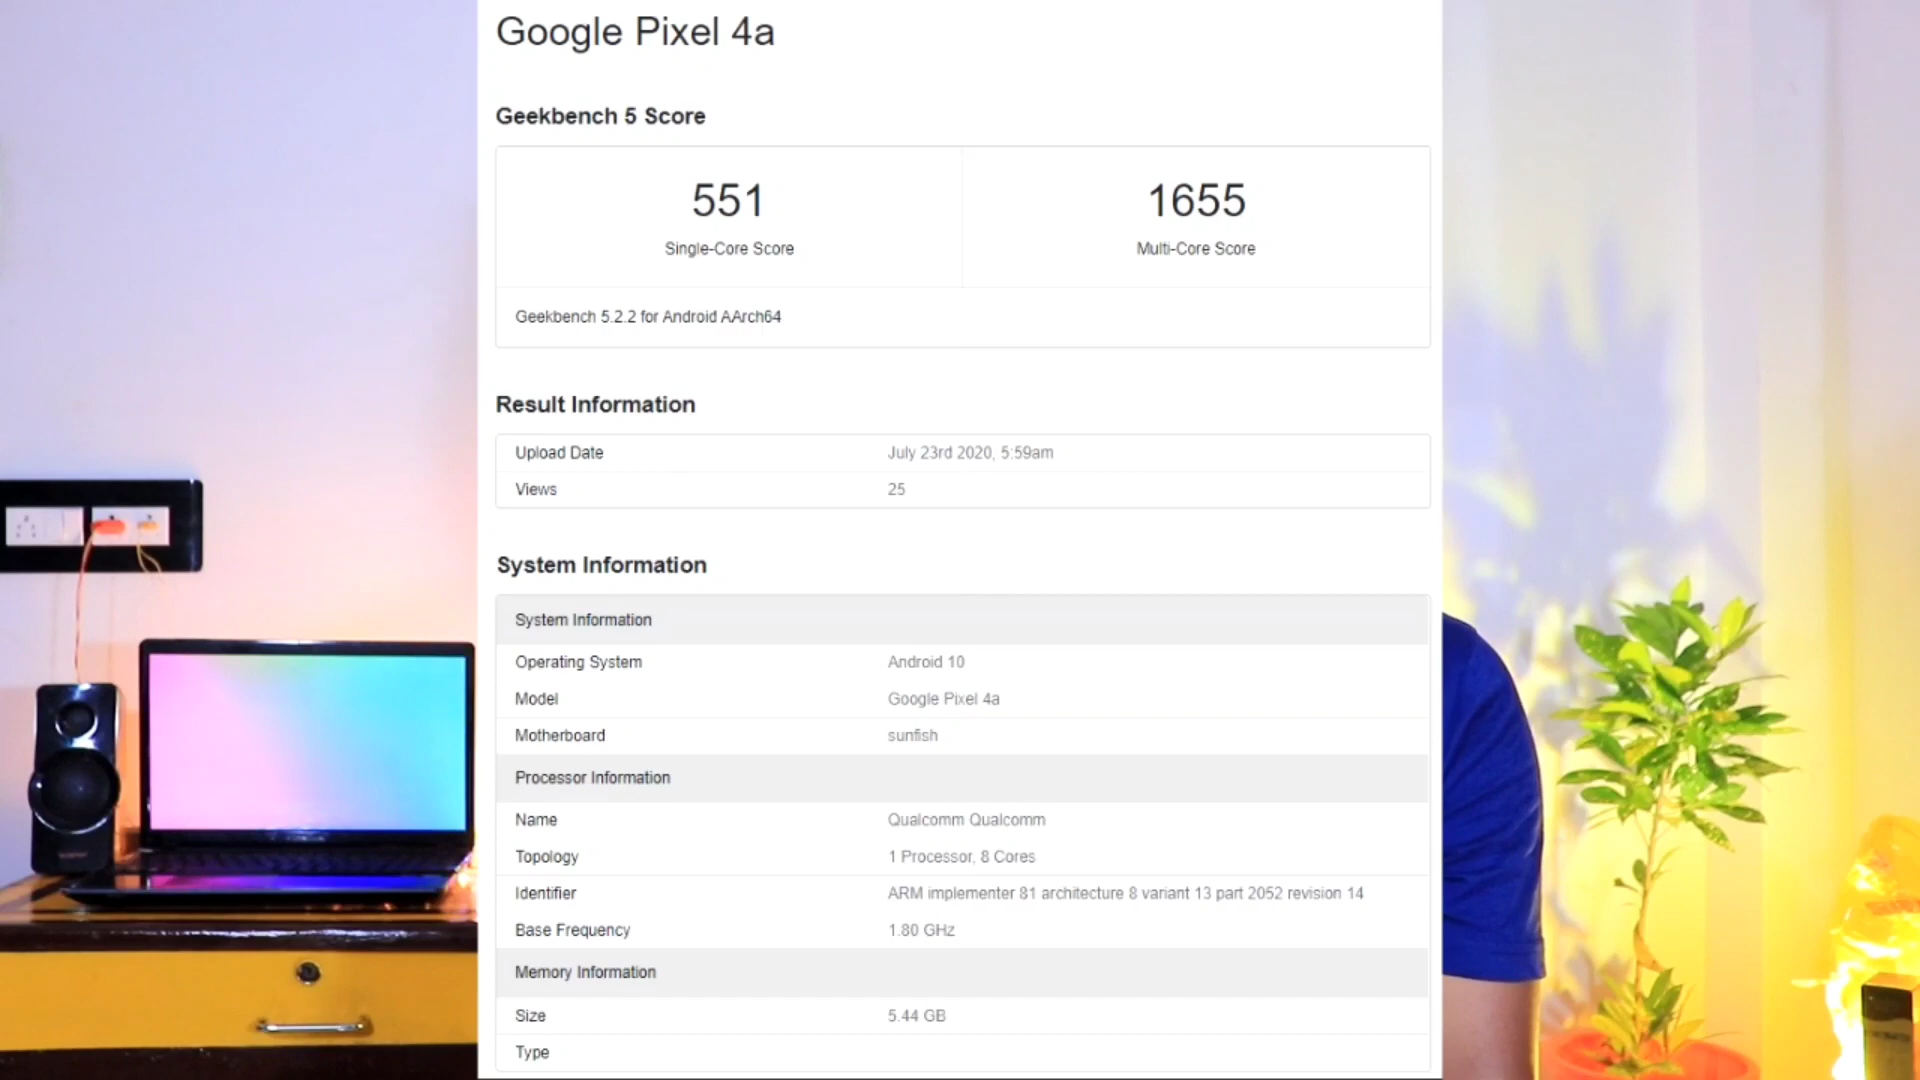 Google Pixel 4a
Geekbench 5 Score
551 1655
Single-Core Score Multi-Core Score
Geekbench 5.2.2 for Android AArch64
Result Information
Upload Date July 23rd 2020, 5:59am
Views 25
System Information
System Information
Operating System Android 10
Model Google Pixel 4a
Motherboard sunfish
Processor Information
Name Qualcomm Qualcomm
Topology 1 Processor, 8 Cores
Identifier ARM implementer 81 architecture 8 variant 13 part 2052 revision 14
Base Frequency 1.80 GHz
Memory Information
Size 5.44 GB
Type